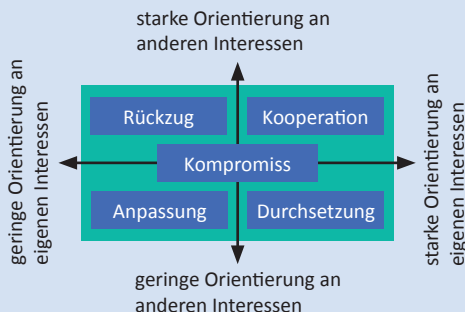 starke Orientierung an
anderen Interessen
geringe Orientierung an
eigenen Interessen
Rückzug
Kooperation
Kompromiss
Anpassung
Durchsetzung
starke Orientierung an
eigenen Interessen
geringe Orientierung an
anderen Interessen